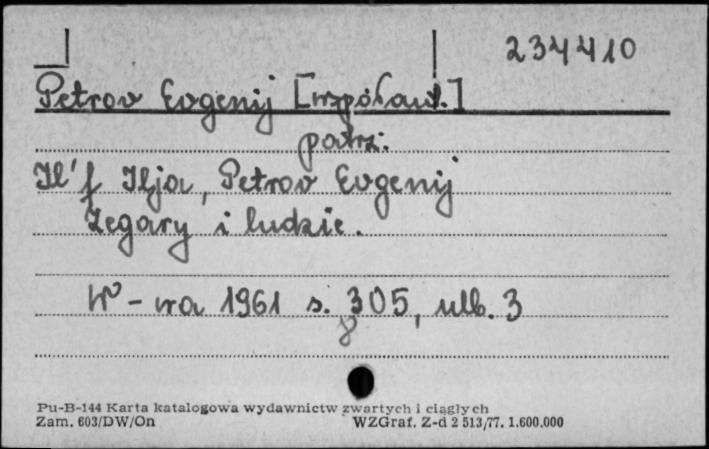 234410
Petrov Evgenij [współaut.]
patrz:
Il'f Ilja, Petrov Evgenij
Zegary i ludzie.
W-wa 1961 s. 305, nlb. 3
8
Pu-B-144 Karta katalogowa wydawnictw zwartych i ciągłych
Zam. 603/DW/On WZGraf. Z-d 2 513/77. 1.600.000